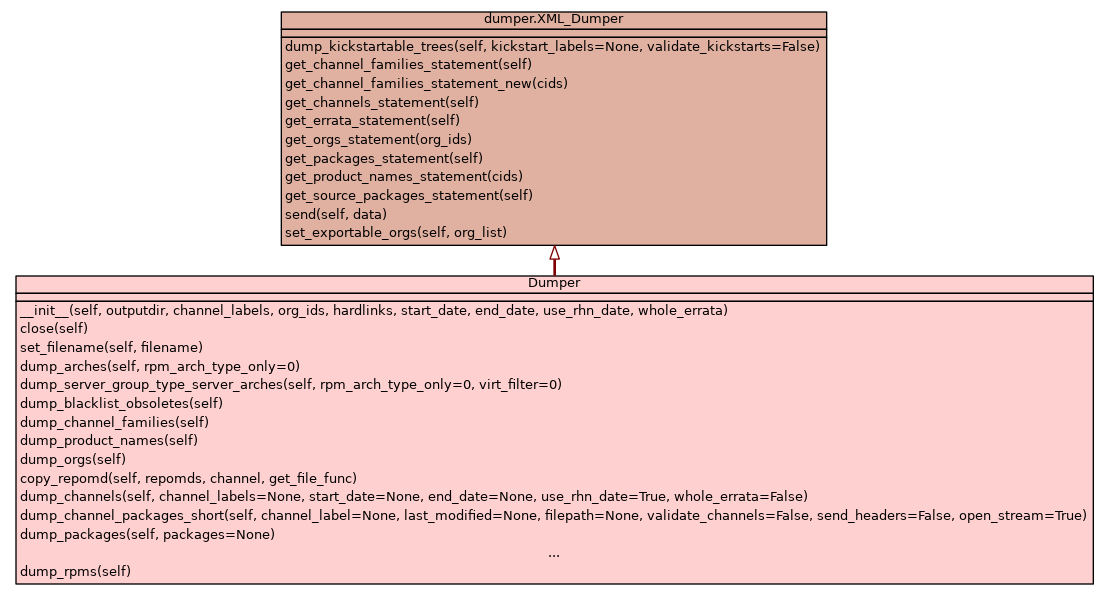 dumper.XML_Dumper
dump_kickstartable_trees(self, kickstart_labels=None, validate_kickstarts=False)
get_channel_families_statement(self)
get_channel_families_statement_new(cids)
get_channels_statement(self)
get_errata_statement(self)
get_orgs_statement(org_ids)
get_packages_statement(self)
get_product_names_statement(cids)
get_source_packages_statement(self)
send(self, data)
set_exportable_orgs(self, org_list)
Dumper
__init__(self, outputdir, channel_labels, org_ids, hardlinks, start_date, end_date, use_rhn_date, whole_errata)
close(self)
set_filename(self, filename)
dump_arches(self, rpm_arch_type_only=0)
dump_server_group_type_server_arches(self, rpm_arch_type_only=0, virt_filter=0)
dump_blacklist_obsoletes(self)
dump_channel_families(self)
dump_product_names(self)
dump_orgs(self)
copy_repomd(self, repomds, channel, get_file_func)
dump_channels(self, channel_labels=None, start_date=None, end_date=None, use_rhn_date=True, whole_errata=False)
dump_channel_packages_short(self, channel_label=None, last_modified=None, filepath=None, validate_channels=False, send_headers=False, open_stream=True)
dump_packages(self, packages=None)
...
dump_rpms(self)